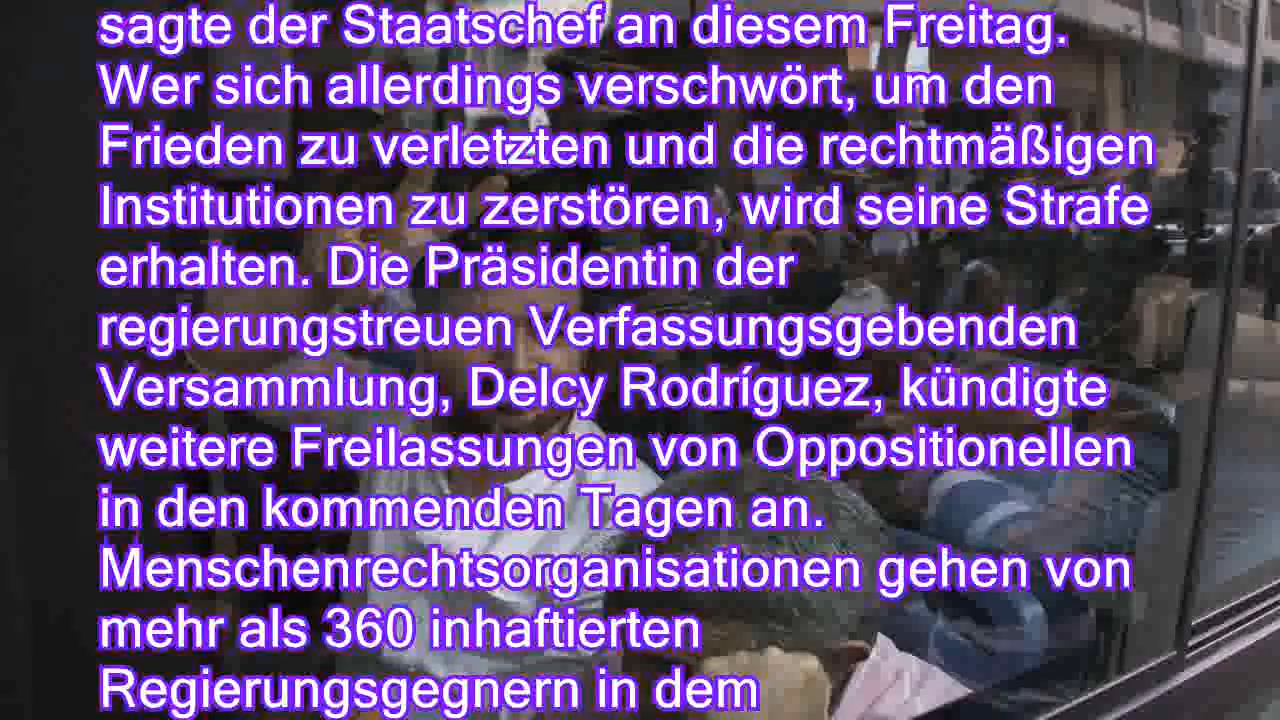 sagte der Staatschef an diesem Freitag.
Wer sich allerdings verschwört, um den
Frieden zu verletzten und die rechtmäßigen
Institutionen zu zerstören, wird seine Strafe
erhalten. Die Präsidentin der
regierungstreuen Verfassungsgebenden
Versammlung, Delcy Rodríguez, kündigte
weitere Freilassungen von Oppositionellen
in den kommenden Tagen an.
Menschenrechtsorganisationen gehen von
mehr als 360 inhaftierten
Regierungsgegnern in dem